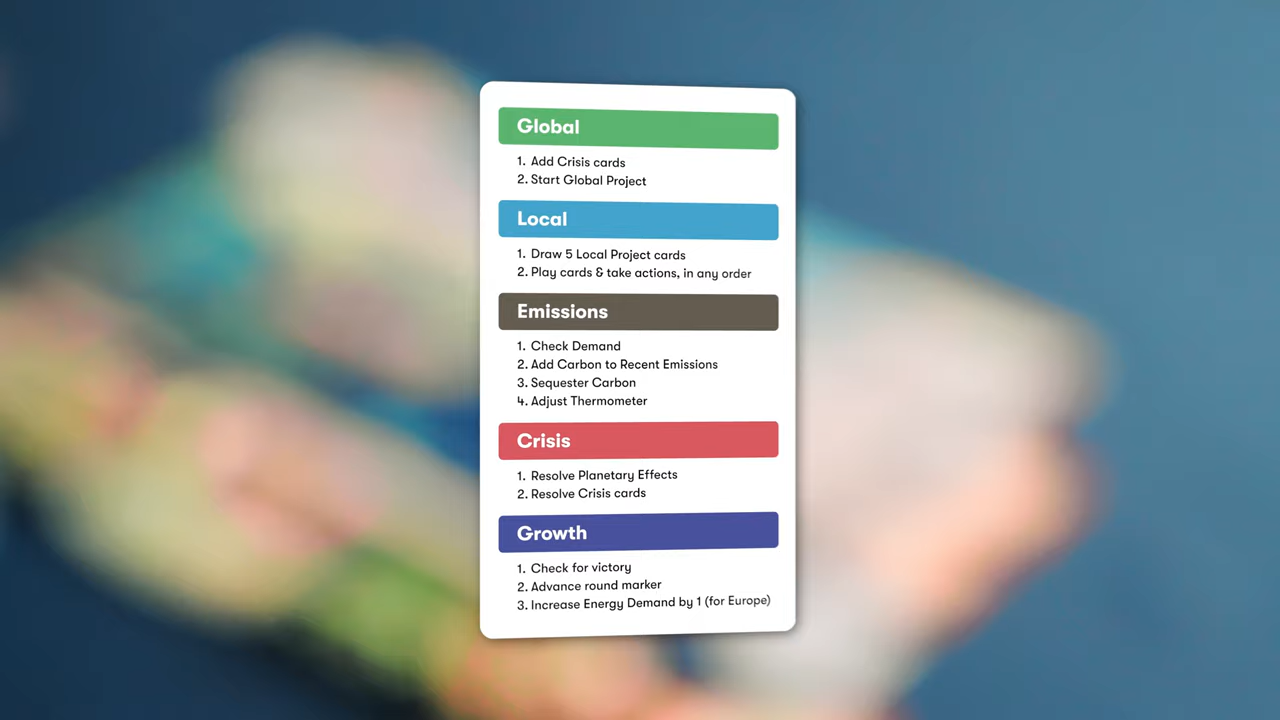 Global
1. Add Crisis cards
2. Start Global Project
Local
1. Draw 5 Local Project cards
2. Play cards & take actions, in any order
Emissions
1. Check Demand
2. Add Carbon to Recent Emissions
3. Sequester Carbon
4. Adjust Thermometer
Crisis
1. Resolve Planetary Effects
2. Resolve Crisis cards
Growth
1. Check for victory
2. Advance round marker
3. Increase Energy Demand by 1 (for Europe)